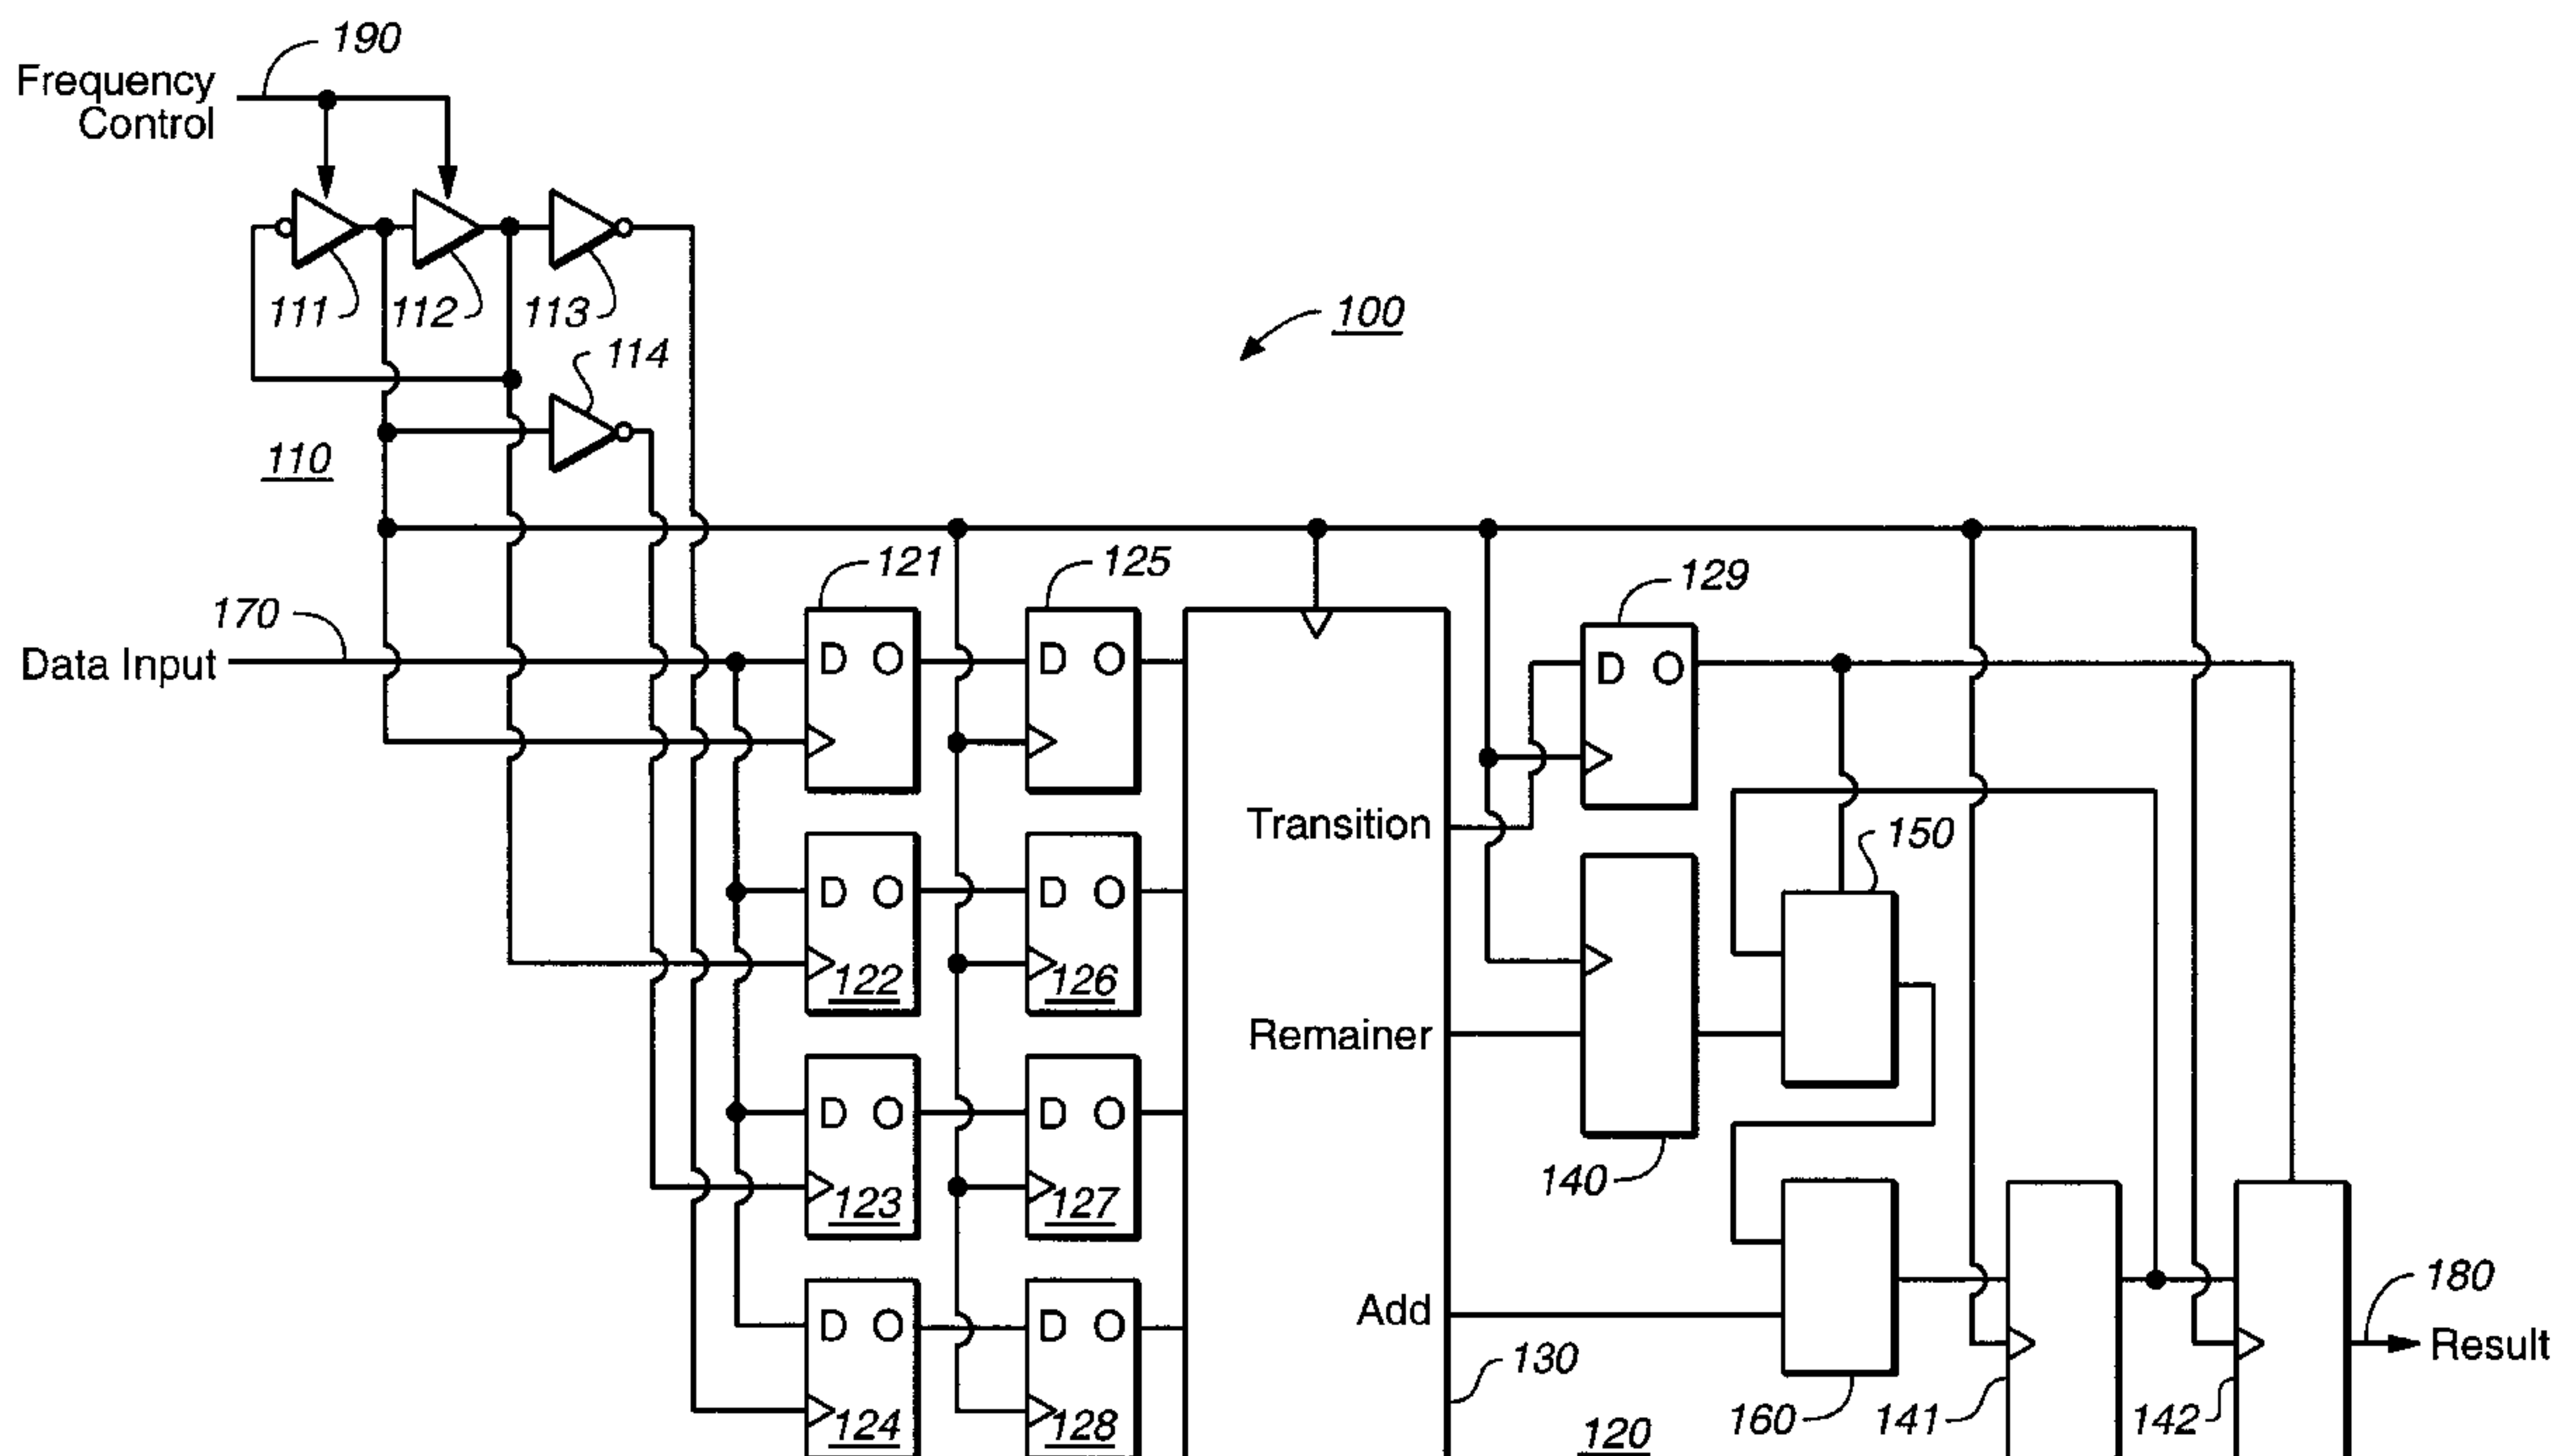 190
Frequency
Control
111
112
113
100
114
110
121
125
129
170
Data Input
D O
D O
D O
Transition
150
D O
D O
122
126
Remainer
D O
D O
140
123
127
D O
D O
Add
180
Result
130
160
141
142
124
128
120